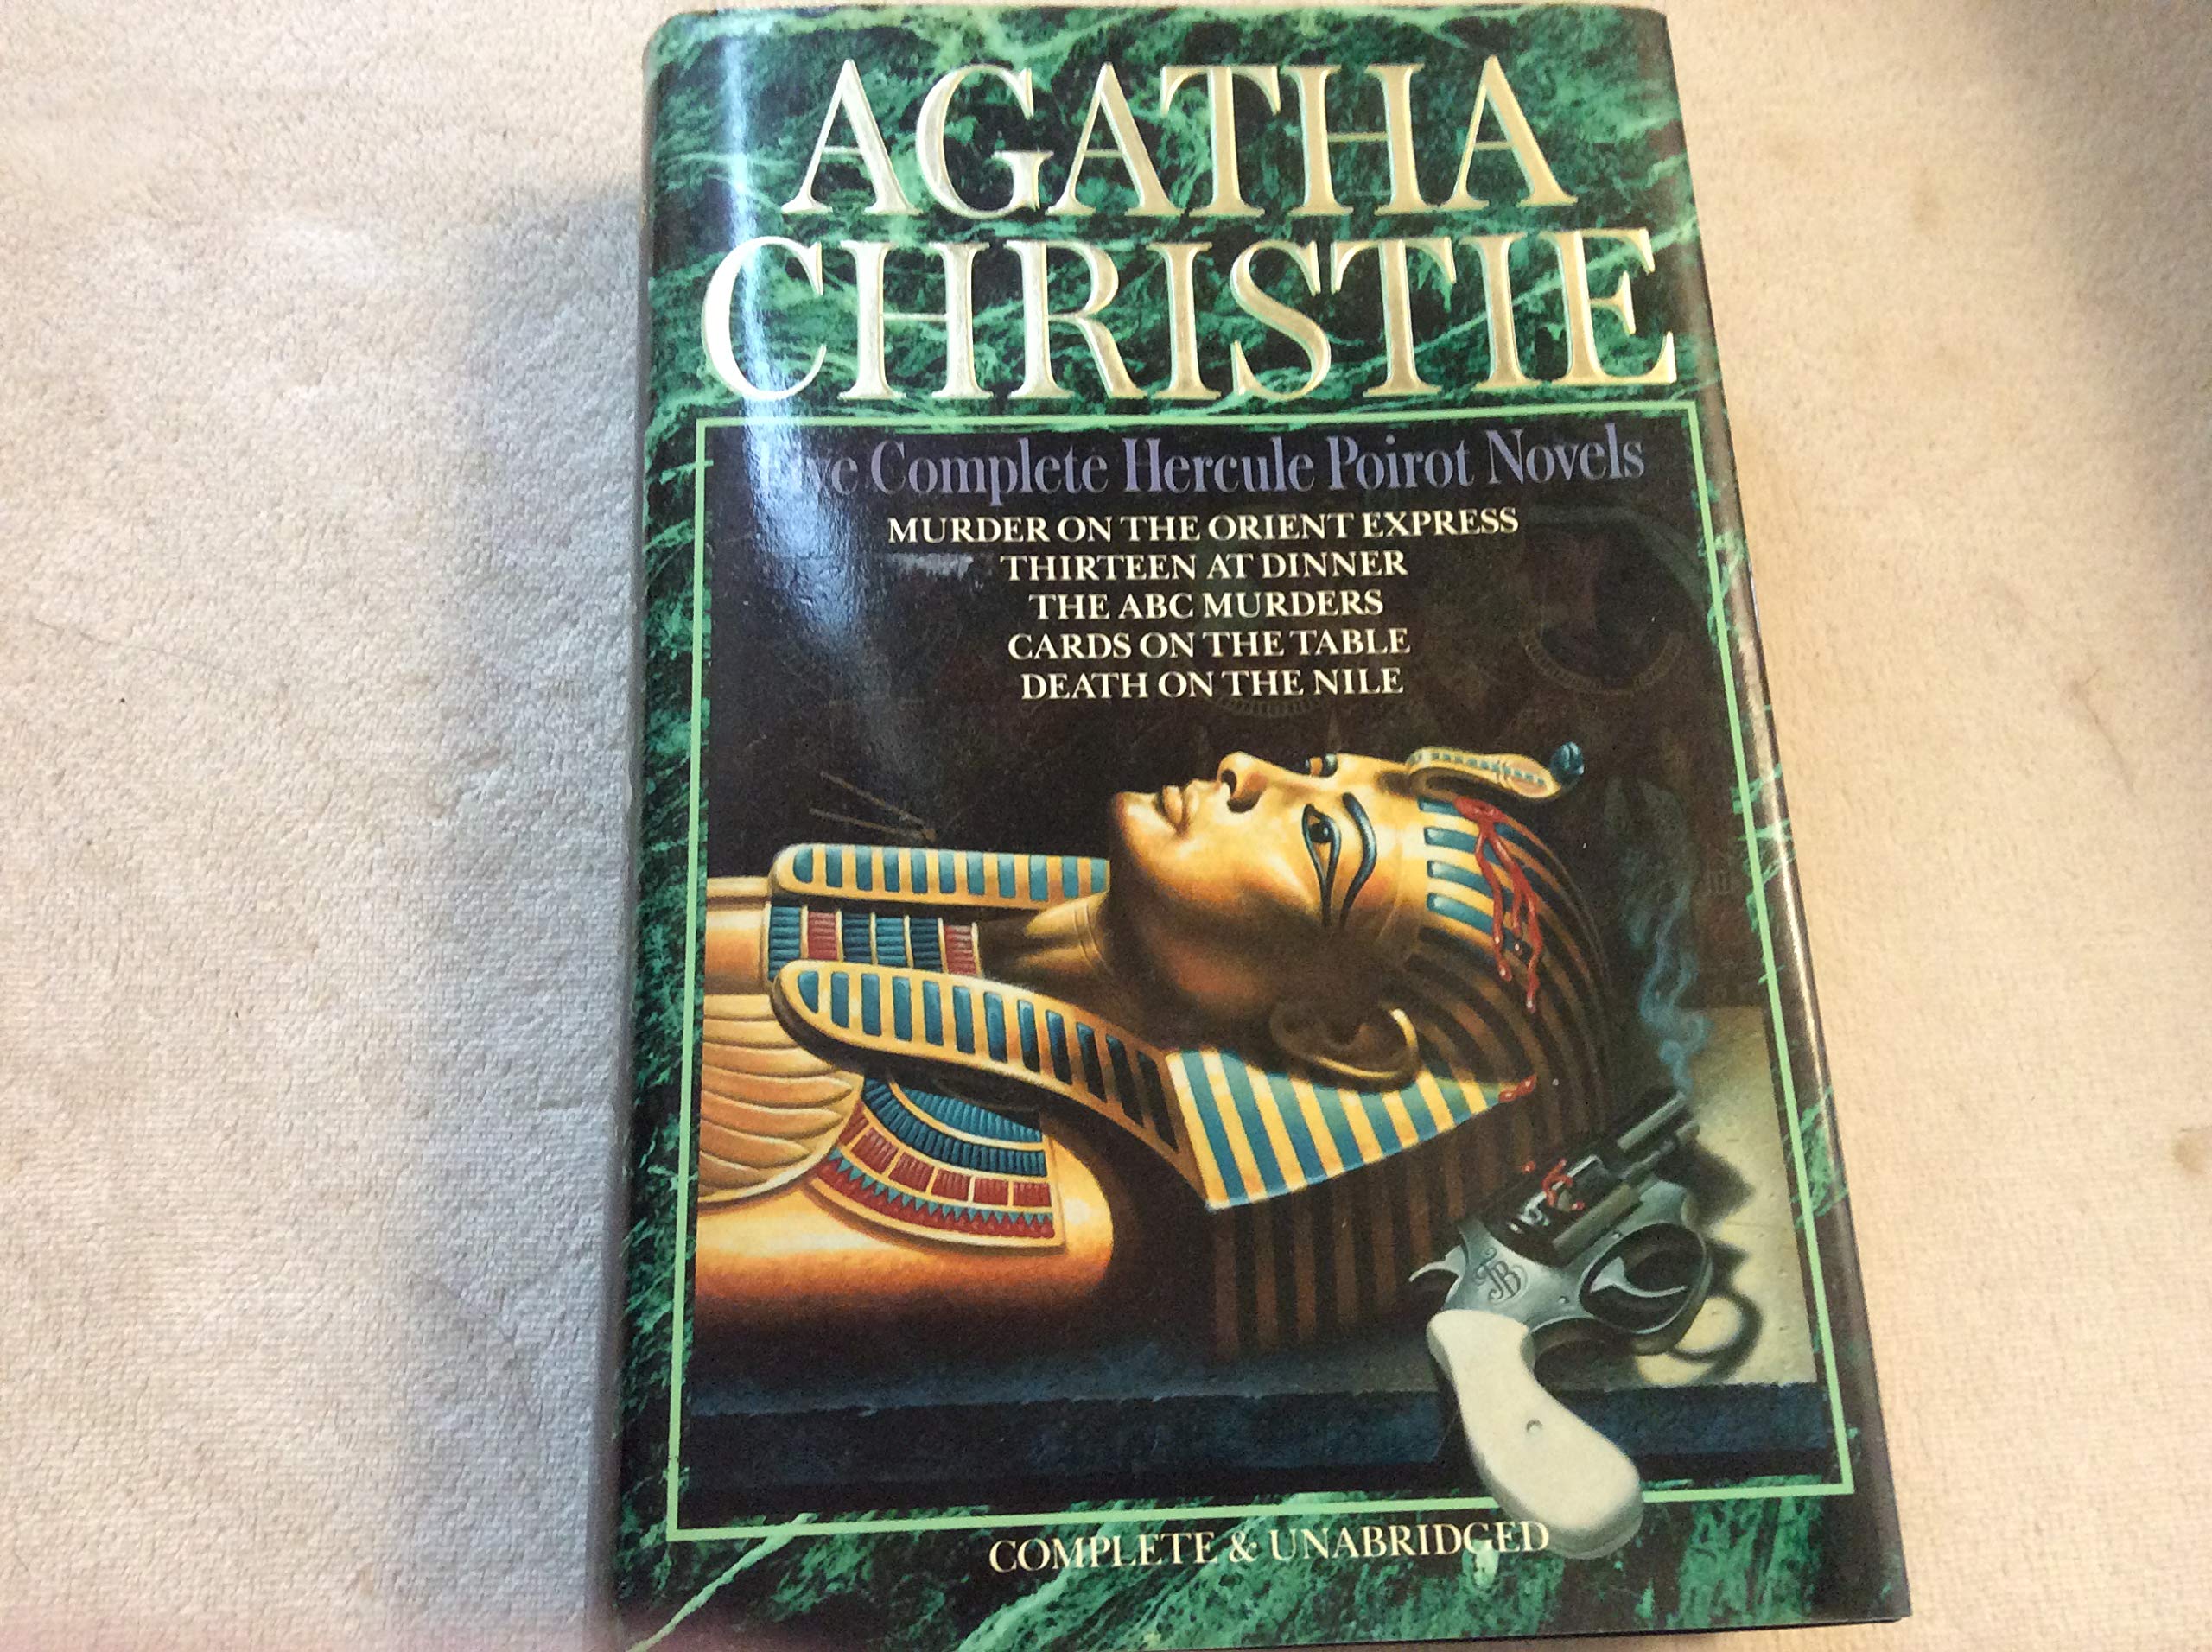 AGATHA
CHRISTIE
Five Complete Hercule Poirot Novels
MURDER ON THE ORIENT EXPRESS
THIRTEEN AT DINNER
THE ABC MURDERS
CARDS ON THE TABLE
DEATH ON THE NILE
JB
COMPLETE & UNABRIDGED